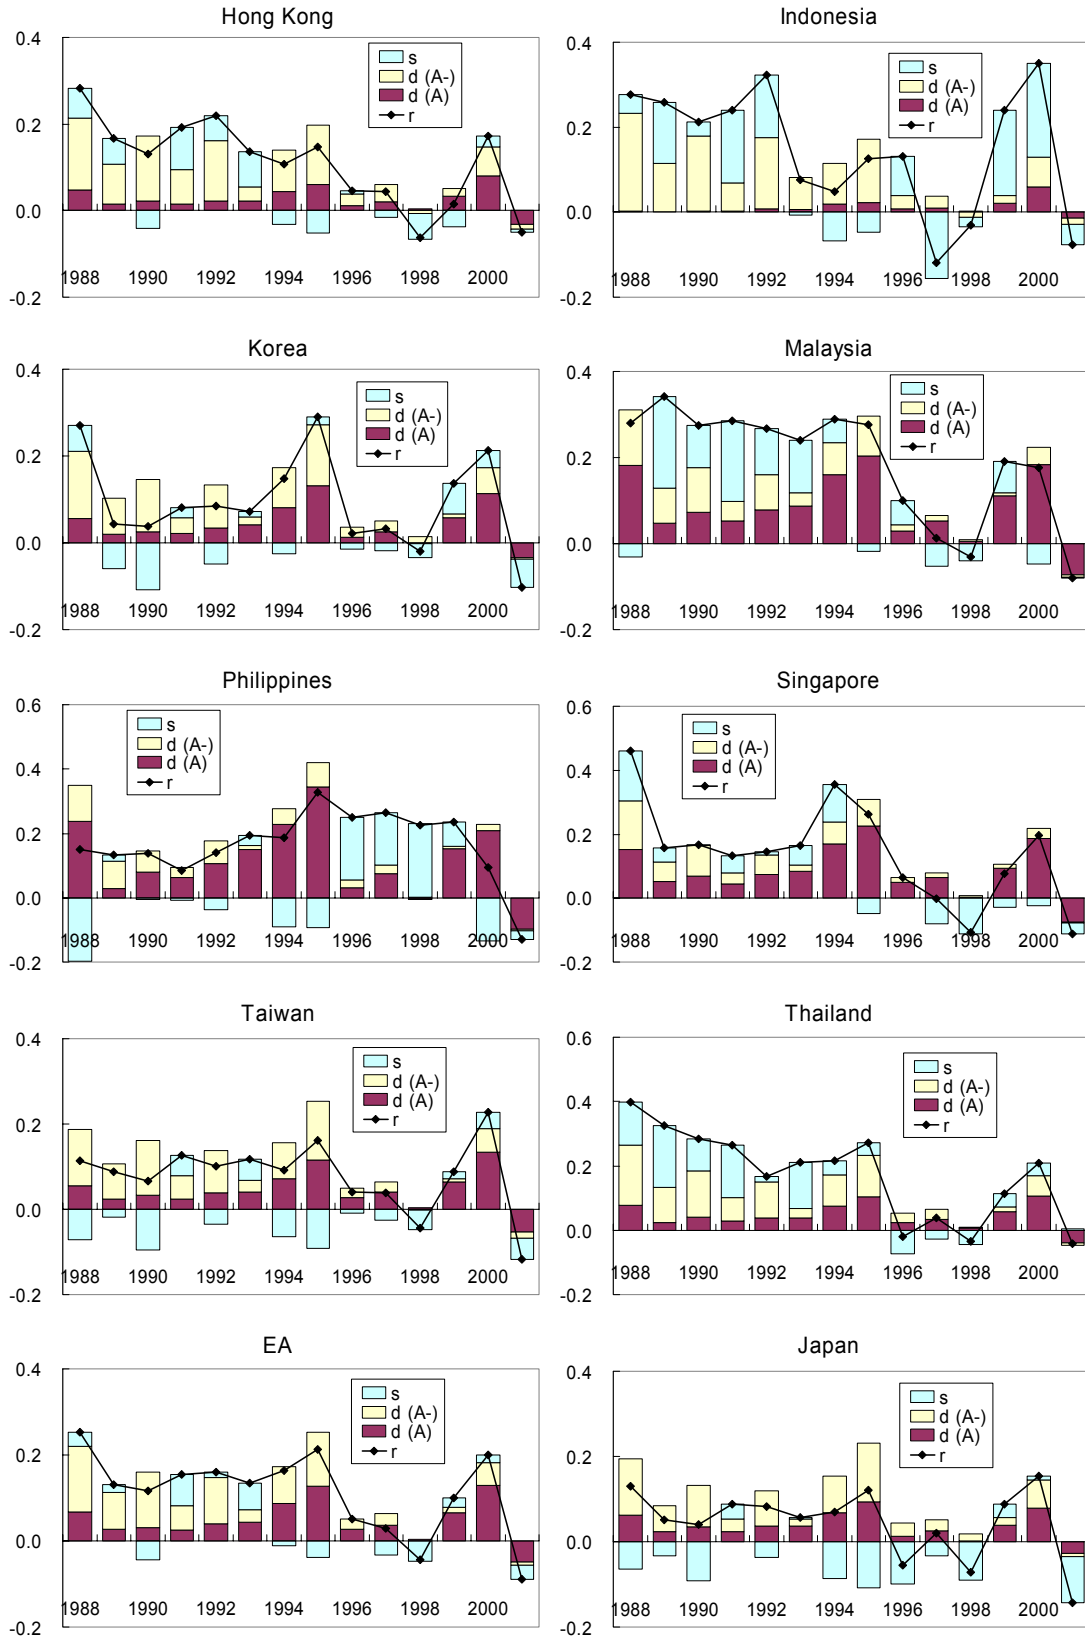 Hong Kong
0.4
0.2
0.0
-0.2
s
d (A-)
d (A)
r
1988
1990
1992
1994
1996
1998
2000
Indonesia
0.4
0.2
0.0
-0.2
s
d (A-)
d (A)
r
1988
1990
1992
1994
1996
1998
2000
Korea
0.4
0.2
0.0
-0.2
s
d (A-)
d (A)
r
1988
1990
1992
1994
1996
1998
2000
Malaysia
0.4
0.2
0.0
-0.2
s
d (A-)
d (A)
r
1988
1990
1992
1994
1996
1998
2000
Philippines
0.6
0.4
0.2
0.0
-0.2
s
d (A-)
d (A)
r
1988
1990
1992
1994
1996
1998
2000
Singapore
0.6
0.4
0.2
0.0
-0.2
s
d (A-)
d (A)
r
1988
1990
1992
1994
1996
1998
2000
Taiwan
0.4
0.2
0.0
-0.2
s
d (A-)
d (A)
r
1988
1990
1992
1994
1996
1998
2000
Thailand
0.6
0.4
0.2
0.0
-0.2
s
d (A-)
d (A)
r
1988
1990
1992
1994
1996
1998
2000
EA
0.4
0.2
0.0
-0.2
s
d (A-)
d (A)
r
1988
1990
1992
1994
1996
1998
2000
Japan
0.4
0.2
0.0
-0.2
s
d (A-)
d (A)
r
1988
1990
1992
1994
1996
1998
2000